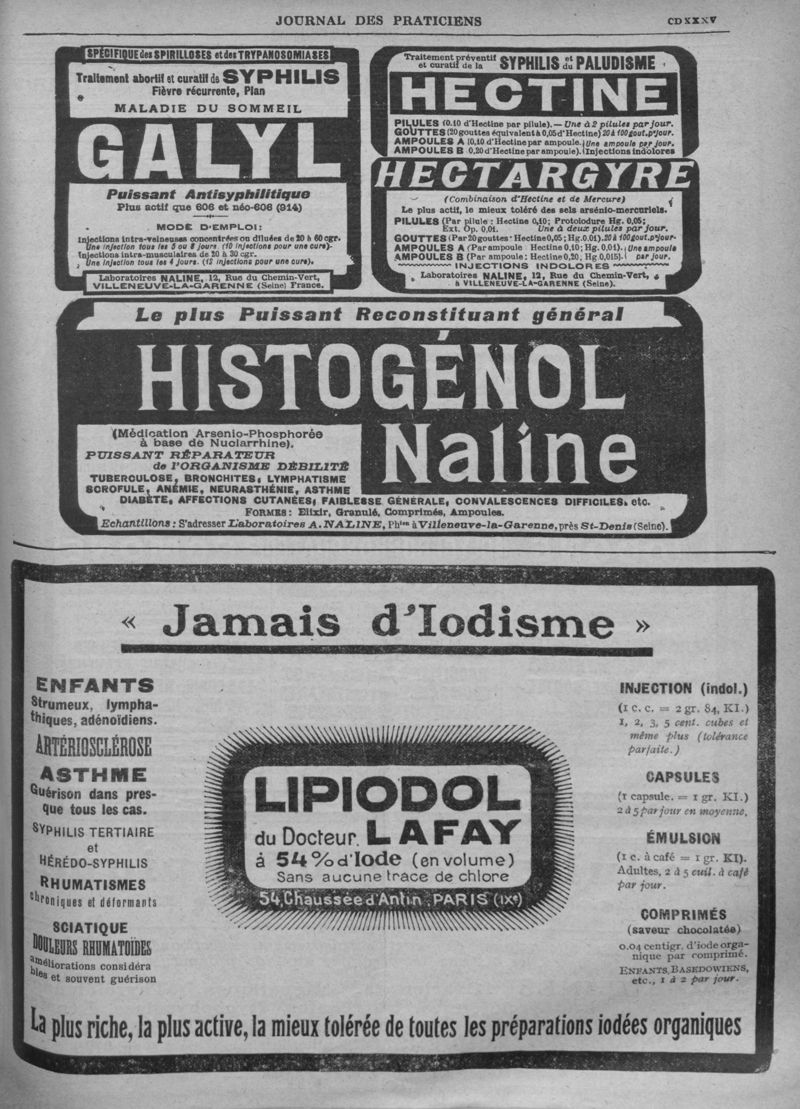 JOURNAL DES PRATICIENS
CDXXXV
SPÉCIFIQUE des SPIRILLOSES et des TRYPANOSOMIASES
Traitement abortif et curatif de SYPHILIS
Fièvre récurrente, Pian
MALADIE DU SOMMEIL
GALYL
Puissant Antisyphilitique
Plus actif que 606 et néo-606 (914)
MODE D'EMPLOI:
Injections intra-veineuses concentrées ou diluées de 20 à 60 cgr.
Une injection tous les 5 ou 8 jours. (10 injections pour une cure)-
Injections intra-musculaires de 20 à 30 cgr.
Une injection tous les 4 jours. (12 injections pour une cure).
Laboratoires NALINE, 12, Rue du Chemin-Vert,
VILLENEUVE-LA-GARENNE (Seine) France.
Traitement préventif et curatif de la SYPHILIS et du PALUDISME
HECTINE
PILULES (0.10 d'Hectine par pilule). — Une à 2 pilules par jour.
GOUTTES (20 gouttes équivalent à 0,05 d'Hectine) 20 à 100 gout. pr jour.
AMPOULES A (0,10 d'Hectine par ampoule. Une ampoule par jour.
AMPOULES B 0,20 d'Hectine par ampoule). Injections indolores
HECTARGYRE
(Combinaison d'Hectine et de Mercure)
Le plus actif, le mieux toléré des sels arsénio-mercuriels.
PILULES (Par pilule: Hectine 0,10; Protoiodure Hg. 0,05;
Ext. Op. 0,01. Une à deux pilules par jour.
GOUTTES (Par 20 gouttes: Hectine 0,05; Hg. 0,01). 20 à 100 gout. pr jour-
AMPOULES A (Par ampoule Hectine 0,10; Hg. 0,01). Une ampoule
AMPOULES B (Par ampoule: Hectine 0,20, Hg. 0,015). par jour.
INJECTIONS INDOLORES
Laboratoires NALINE, 12, Rue du Chemin-Vert,
à VILLENEUVE-LA-GARENNE (Seine).
Le plus Puissant Reconstituant général
HISTOGÉNOL
Naline
(Médication Arsenio-Phosphorée
à base de Nuclarrhine).
PUISSANT RÉPARATEUR
de l'ORGANISME DÉBILITÉ
TUBERCULOSE, BRONCHITES, LYMPHATISME
SCROFULE, ANÉMIE, NEURASTHÉNIE, ASTHME
DIABÈTE, AFFECTIONS CUTANÉES, FAIBLESSE GÉNÉRALE, CONVALESCENCES DIFFICILES, etc.
FORMES: Elixir, Granulé, Comprimés, Ampoules.
Echantillons: S'adresser Laboratoires A. NALINE, Phien à Villeneuve-la-Garenne, près St-Denis (Seine).
« Jamais d'Iodisme »
ENFANTS
Strumeux, lympha-
thiques, adénoïdiens.
ARTÉRIOSCLÉROSE
ASTHME
Guérison dans pres-
que tous les cas.
SYPHILIS TERTIAIRE
et
HÉRÉDO-SYPHILIS
RHUMATISMES
chroniques et déformants
SCIATIQUE
DOULEURS RHUMATOÏDES
améliorations considéra
bles et souvent guérison
LIPIODOL
du Docteur LAFAY
à 54 % d'Iode (en volume)
Sans aucune trace de chlore
54, Chaussée d'Antin, PARIS (IXe)
INJECTION (indol.)
(1 c. c. = 2 gr. 84, KI.)
1, 2, 3, 5 cent. cubes et
même plus (tolérance
parfaite.)
CAPSULES
(1 capsule. = 1 gr. KI.)
2 à 5 par jour en moyenne,
ÉMULSION
(1 c. à café = 1 gr. KI).
Adultes, 2 à 5 cuil. à café
par jour.
COMPRIMÉS
(saveur chocolatée)
0.04 centigr. d'iode orga-
nique par comprimé.
ENFANTS, BASEDOWIENS,
etc., 1 à 2 par jour.
La plus riche, la plus active, la mieux tolérée de toutes les préparations iodées organiques